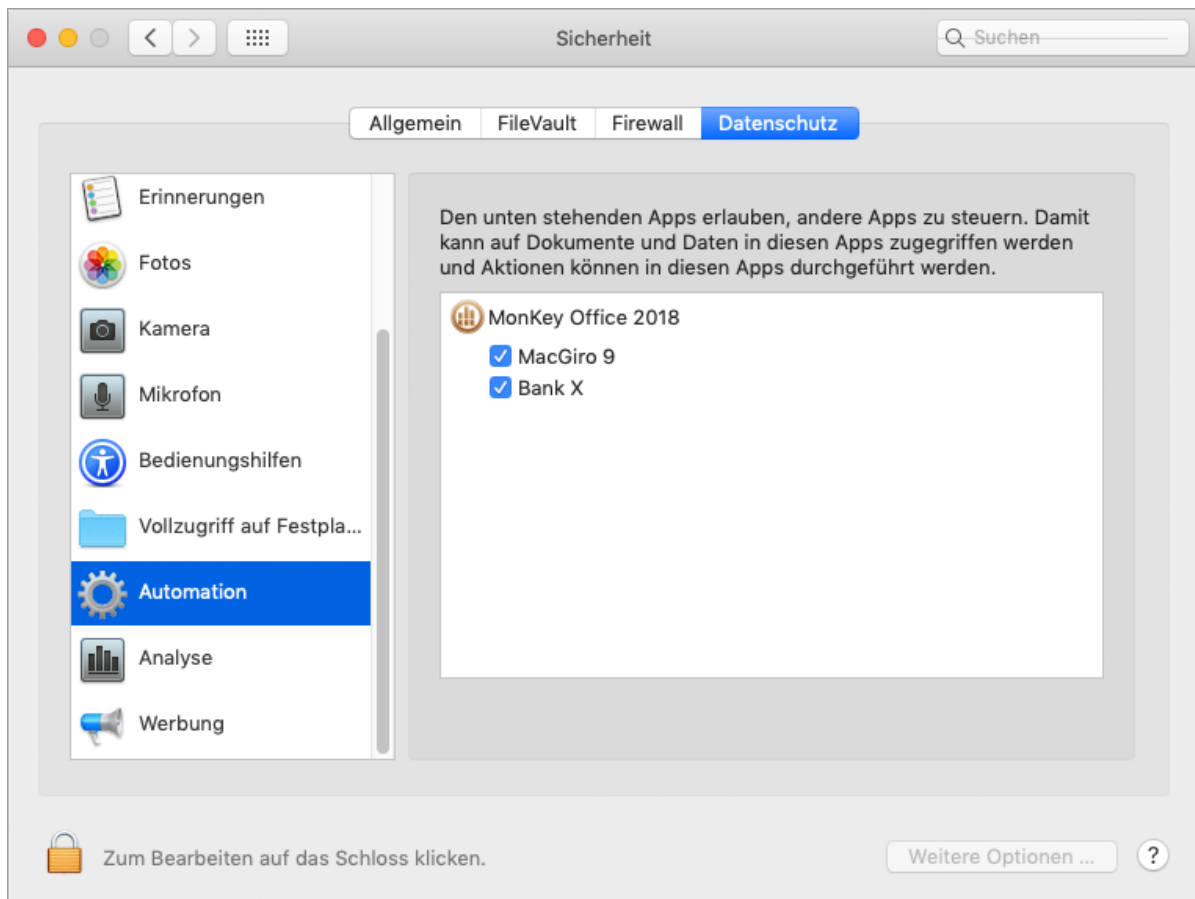 Sicherheit
Suchen
Allgemein FileVault Firewall Datenschutz
Erinnerungen
Fotos
Kamera
Mikrofon
Bedienungshilfen
Vollzugriff auf Festpla...
Automation
Analyse
Werbung
Den unten stehenden Apps erlauben, andere Apps zu steuern. Damit
kann auf Dokumente und Daten in diesen Apps zugegriffen werden
und Aktionen können in diesen Apps durchgeführt werden.
MonKey Office 2018
MacGiro 9
Bank X
Zum Bearbeiten auf das Schloss klicken.
Weitere Optionen ...
?